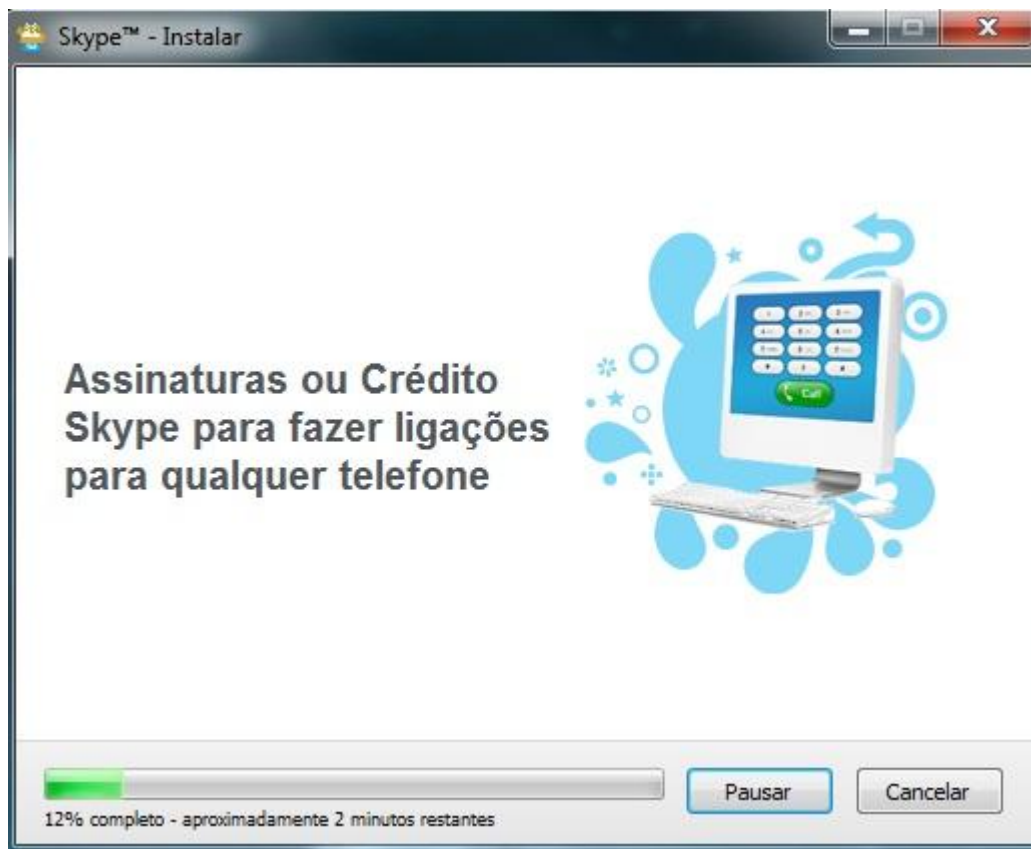 Skype™ - Instalar
Assinaturas ou Crédito
Skype para fazer ligações
para qualquer telefone
Call
Pausar
Cancelar
12% completo - aproximadamente 2 minutos restantes